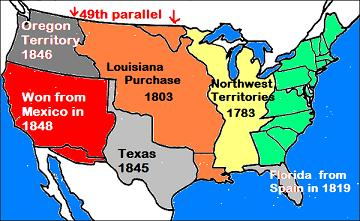 49th parallel
Oregon
Territory
1846
Louisiana
Purchase
1803
Northwest
Territories
1783
Won from
Mexico in
1848
Texas
1845
Florida from
Spain in 1819